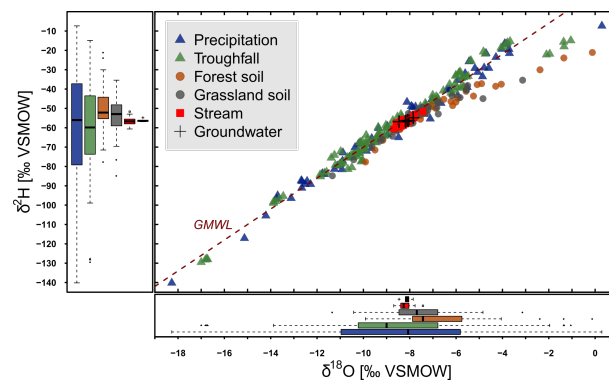 δ²H [‰ VSMOW]
−10
−20
−30
−40
−50
−60
−70
−80
−90
−100
−110
−120
−130
−140
Precipitation
Troughfall
Forest soil
Grassland soil
Stream
Groundwater
GMWL
−18 −16 −14 −12 −10 −8 −6 −4 −2 0
δ¹⁸O [‰ VSMOW]